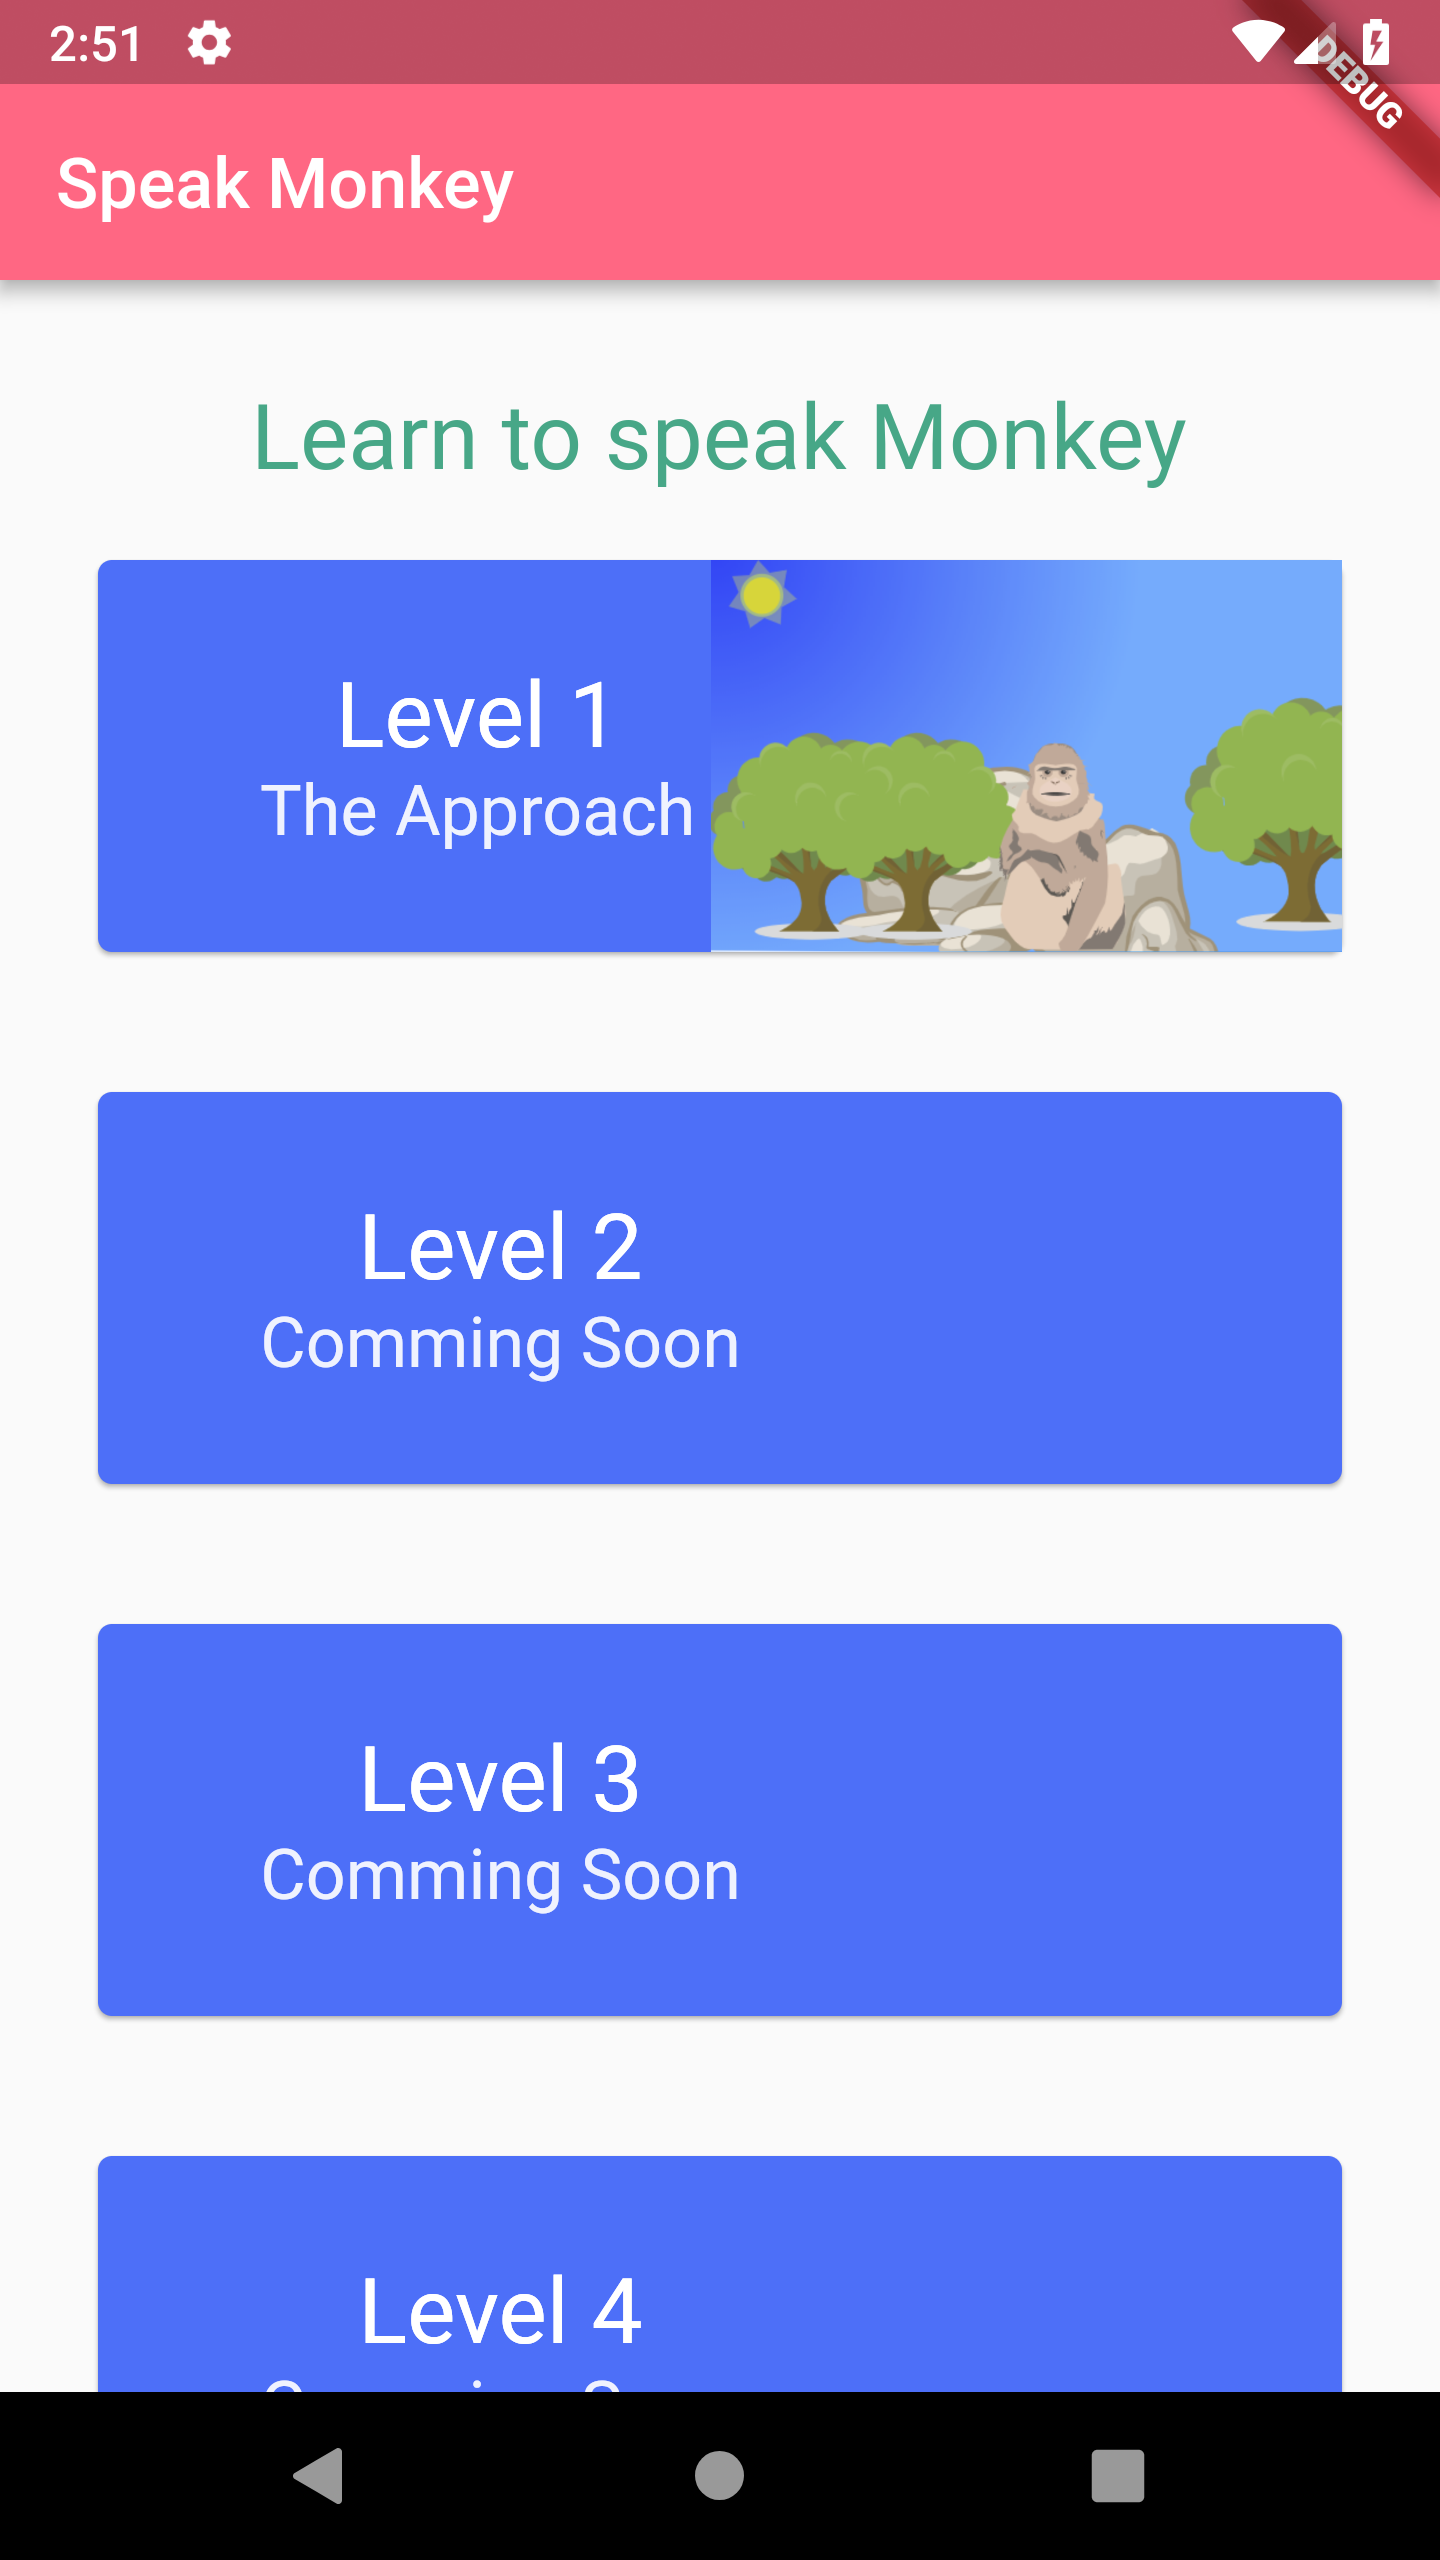 2:51
DEBUG
Speak Monkey
Learn to speak Monkey
Level 1
The Approach
Level 2
Comming Soon
Level 3
Comming Soon
Level 4